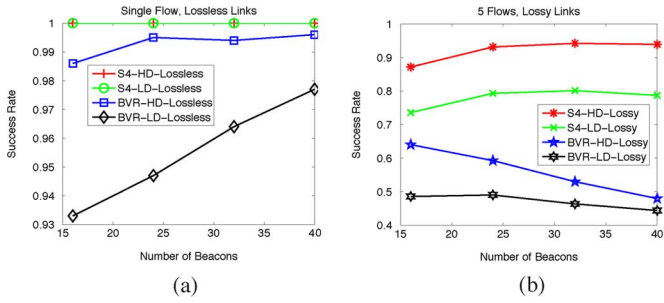 (a)
Single Flow, Lossless Links
1
0.99
0.98
0.97
0.96
0.95
0.94
0.93
Success Rate
S4-HD-Lossless
S4-LD-Lossless
BVR-HD-Lossless
BVR-LD-Lossless
15 20 25 30 35 40
Number of Beacons
(a)
(b)
5 Flows, Lossy Links
1
0.9
0.8
0.7
0.6
0.5
0.4
Success Rate
S4-HD-Lossy
S4-LD-Lossy
BVR-HD-Lossy
BVR-LD-Lossy
15 20 25 30 35 40
Number of Beacons
(b)